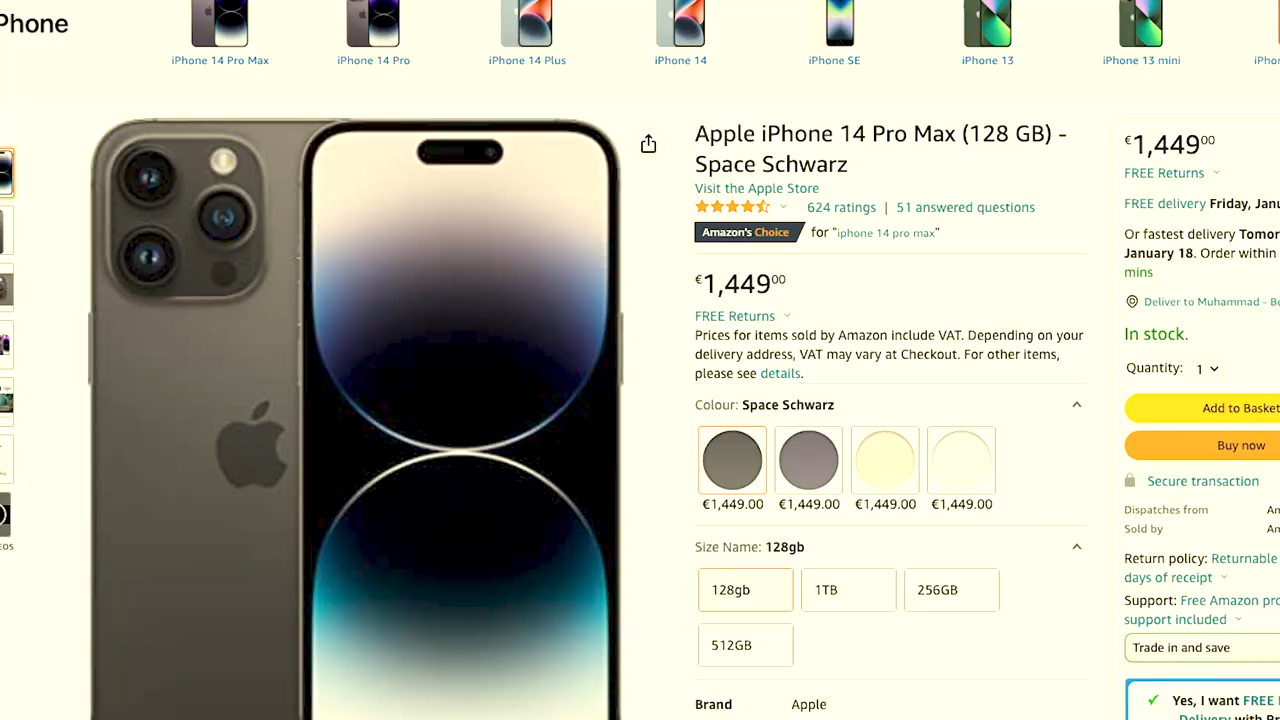 Phone
iPhone 14 Pro Max
iPhone 14 Pro
iPhone 14 Plus
iPhone 14
iPhone SE
iPhone 13
iPhone 13 mini
Apple iPhone 14 Pro Max (128 GB) -
Space Schwarz
Visit the Apple Store
624 ratings | 51 answered questions
Amazon's Choice for "iphone 14 pro max"
€1,449⁰⁰
FREE Returns
Prices for items sold by Amazon include VAT. Depending on your
delivery address, VAT may vary at Checkout. For other items,
please see details.
Colour: Space Schwarz
€1,449.00 €1,449.00 €1,449.00 €1,449.00
Size Name: 128gb
128gb 1TB 256GB
512GB
Brand Apple
€1,449⁰⁰
FREE Returns
FREE delivery Friday,
Or fastest delivery
January 18. Order within
mins
Deliver to Muhammad -
In stock.
Quantity: 1
Add to Basket
Buy now
Secure transaction
Dispatches from
Sold by
Return policy: Returnable
days of receipt
Support: Free Amazon
support included
Trade in and save
Yes, I want FREE
Delivery with